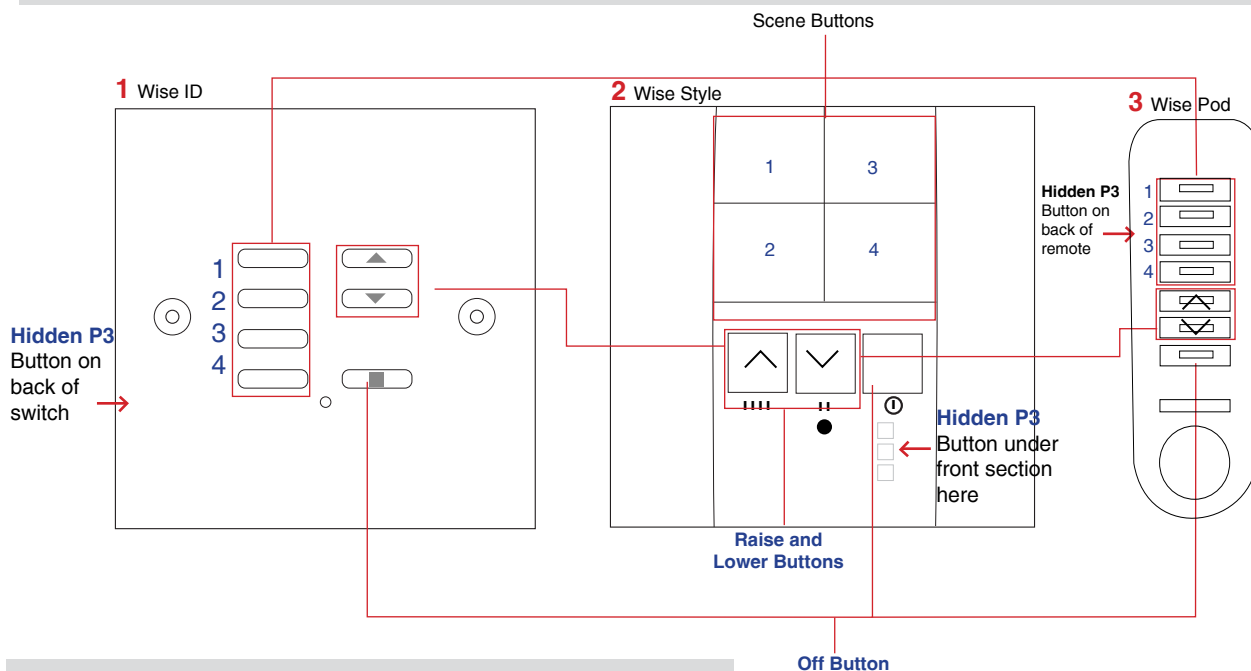 Scene Buttons
1 Wise ID
2 Wise Style
3 Wise Pod
1
2
3
4
Hidden P3
Button on
back of
switch
1
3
2
4
Hidden P3
Button under
front section
here
Raise and
Lower Buttons
Hidden P3
Button on
back of
remote
1
2
3
4
Off Button